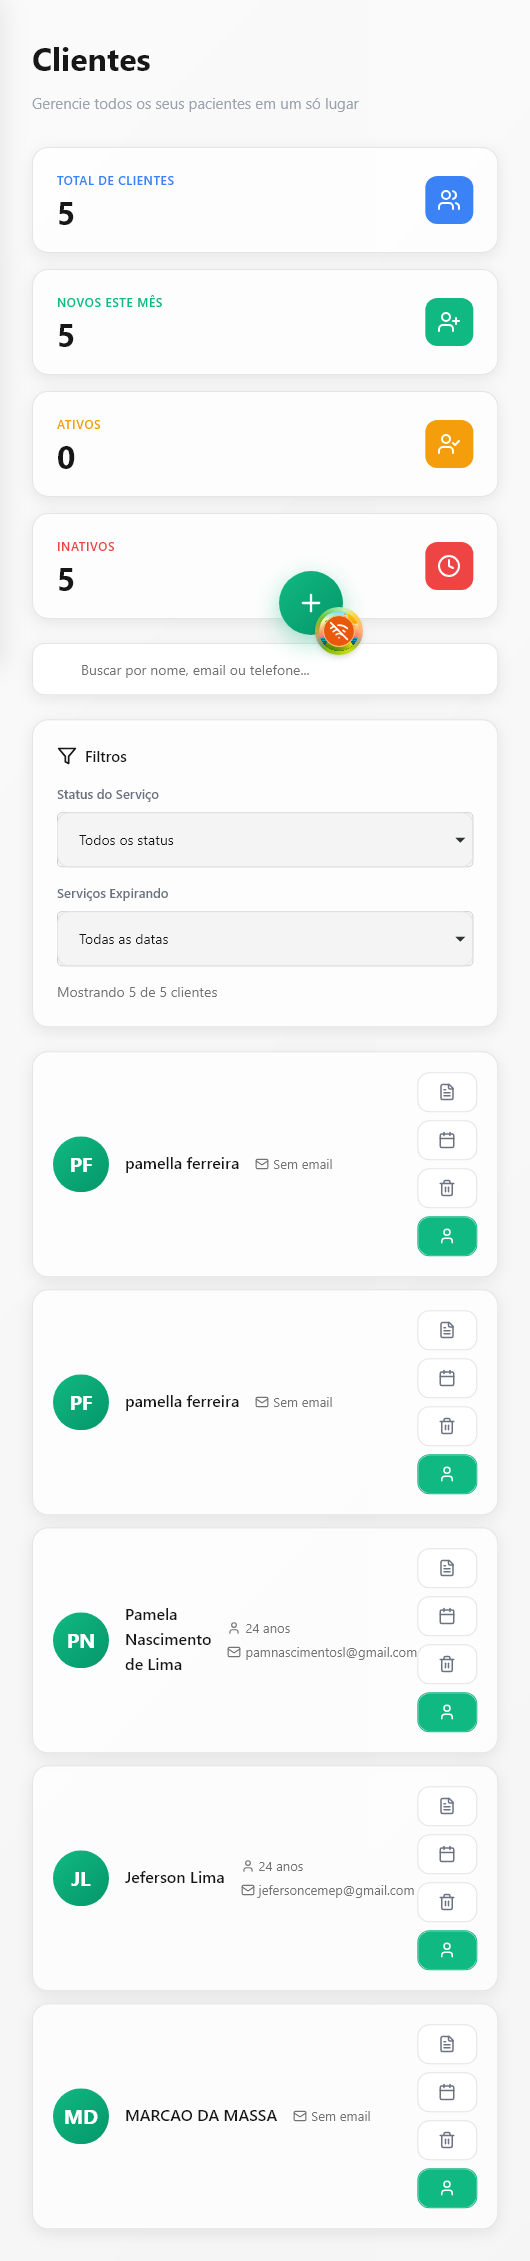 Clientes
Gerencie todos os seus pacientes em um só lugar
TOTAL DE CLIENTES
5
NOVOS ESTE MÊS
5
ATIVOS
0
INATIVOS
5
Buscar por nome, email ou telefone...
Filtros
Status do Serviço
Todos os status
Serviços Expirando
Todas as datas
Mostrando 5 de 5 clientes
PF
pamella ferreira
Sem email
PF
pamella ferreira
Sem email
PN
Pamela
Nascimento
de Lima
24 anos
pamnascimentosl@gmail.com
JL
Jeferson Lima
24 anos
jefersoncemep@gmail.com
MD
MARCAO DA MASSA
Sem email